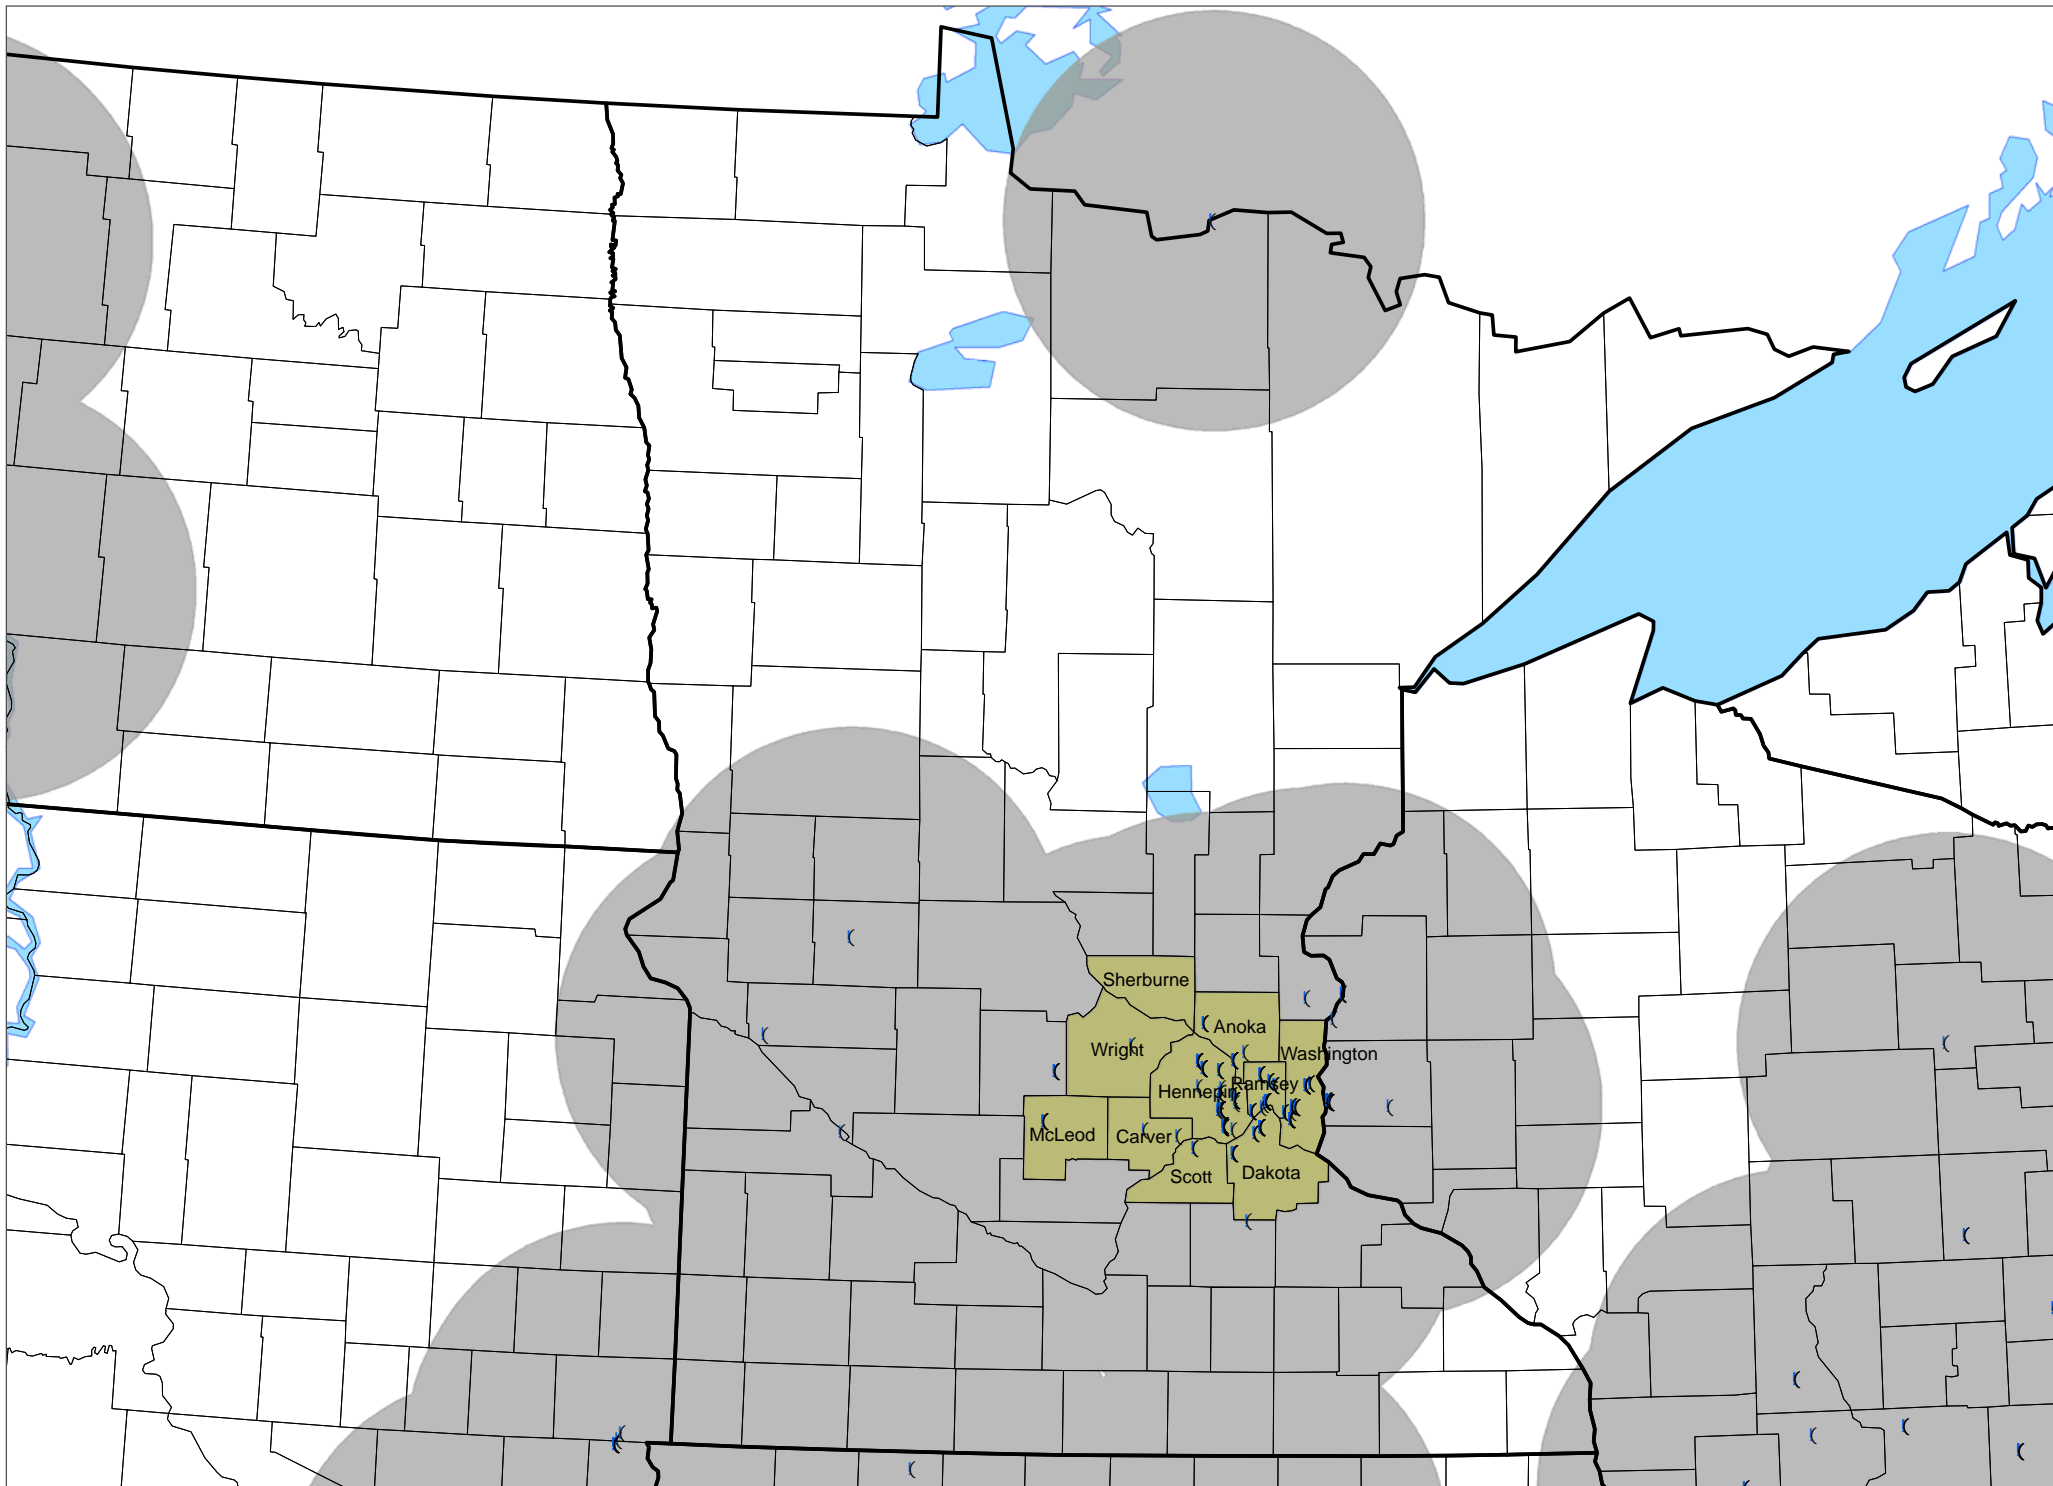 Sherburne
Anoka
Wright
Washington
Hennepin
Ramsey
McLeod
Carver
Scott
Dakota